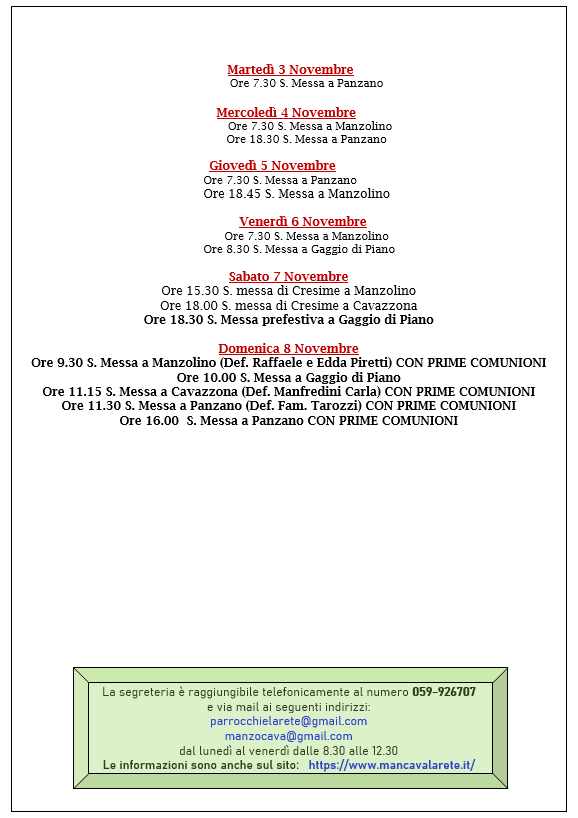 Martedì 3 Novembre
Ore 7.30 S. Messa a Panzano
Mercoledì 4 Novembre
Ore 7.30 S. Messa a Manzolino
Ore 18.30 S. Messa a Panzano
Giovedì 5 Novembre
Ore 7.30 S. Messa a Panzano
Ore 18.45 S. Messa a Manzolino
Venerdì 6 Novembre
Ore 7.30 S. Messa a Manzolino
Ore 8.30 S. Messa a Gaggio di Piano
Sabato 7 Novembre
Ore 15.30 S. messa di Cresime a Manzolino
Ore 18.00 S. messa di Cresime a Cavazzona
Ore 18.30 S. Messa prefestiva a Gaggio di Piano
Domenica 8 Novembre
Ore 9.30 S. Messa a Manzolino (Def. Raffaele e Edda Piretti) CON PRIME COMUNIONI
Ore 10.00 S. Messa a Gaggio di Piano
Ore 11.15 S. Messa a Cavazzona (Def. Manfredini Carla) CON PRIME COMUNIONI
Ore 11.30 S. Messa a Panzano (Def. Fam. Tarozzi) CON PRIME COMUNIONI
Ore 16.00 S. Messa a Panzano CON PRIME COMUNIONI
La segreteria è raggiungibile telefonicamente al numero 059-926707
e via mail ai seguenti indirizzi:
parrocchielarete@gmail.com
manzocava@gmail.com
dal lunedì al venerdì dalle 8.30 alle 12.30
Le informazioni sono anche sul sito: https://www.mancavalarete.it/